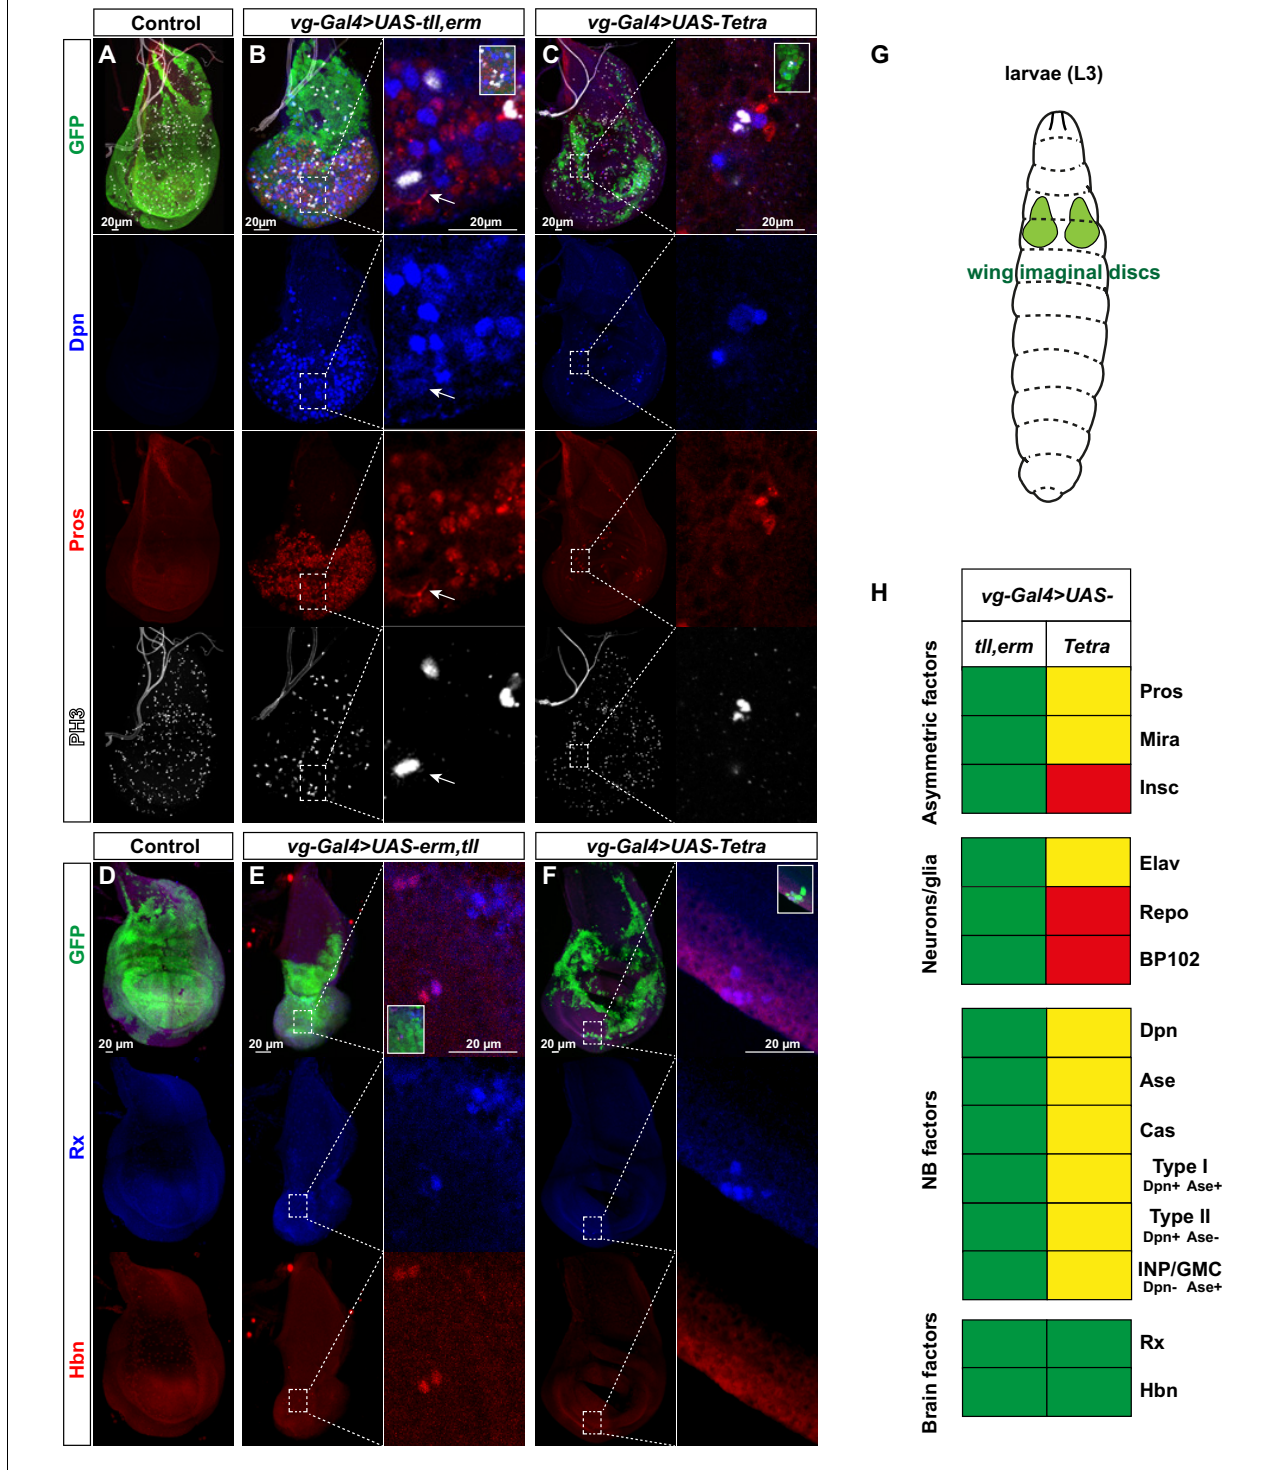 Control
vg-Gal4>UAS-tll,erm
vg-Gal4>UAS-Tetra
GFP
A
20µm
B
20µm
20µm
C
20µm
20µm
Dpn
Pros
PH3
Control
vg-Gal4>UAS-erm,tll
vg-Gal4>UAS-Tetra
GFP
D
20 µm
E
20 µm
20 µm
F
20 µm
20 µm
Rx
Hbn
G
larvae (L3)
wing imaginal discs
H
vg-Gal4>UAS-
tll,erm
Tetra
Asymmetric factors
Pros
Mira
Insc
Neurons/glia
Elav
Repo
BP102
NB factors
Dpn
Ase
Cas
Type I
Dpn+ Ase+
Type II
Dpn+ Ase-
INP/GMC
Dpn- Ase+
Brain factors
Rx
Hbn